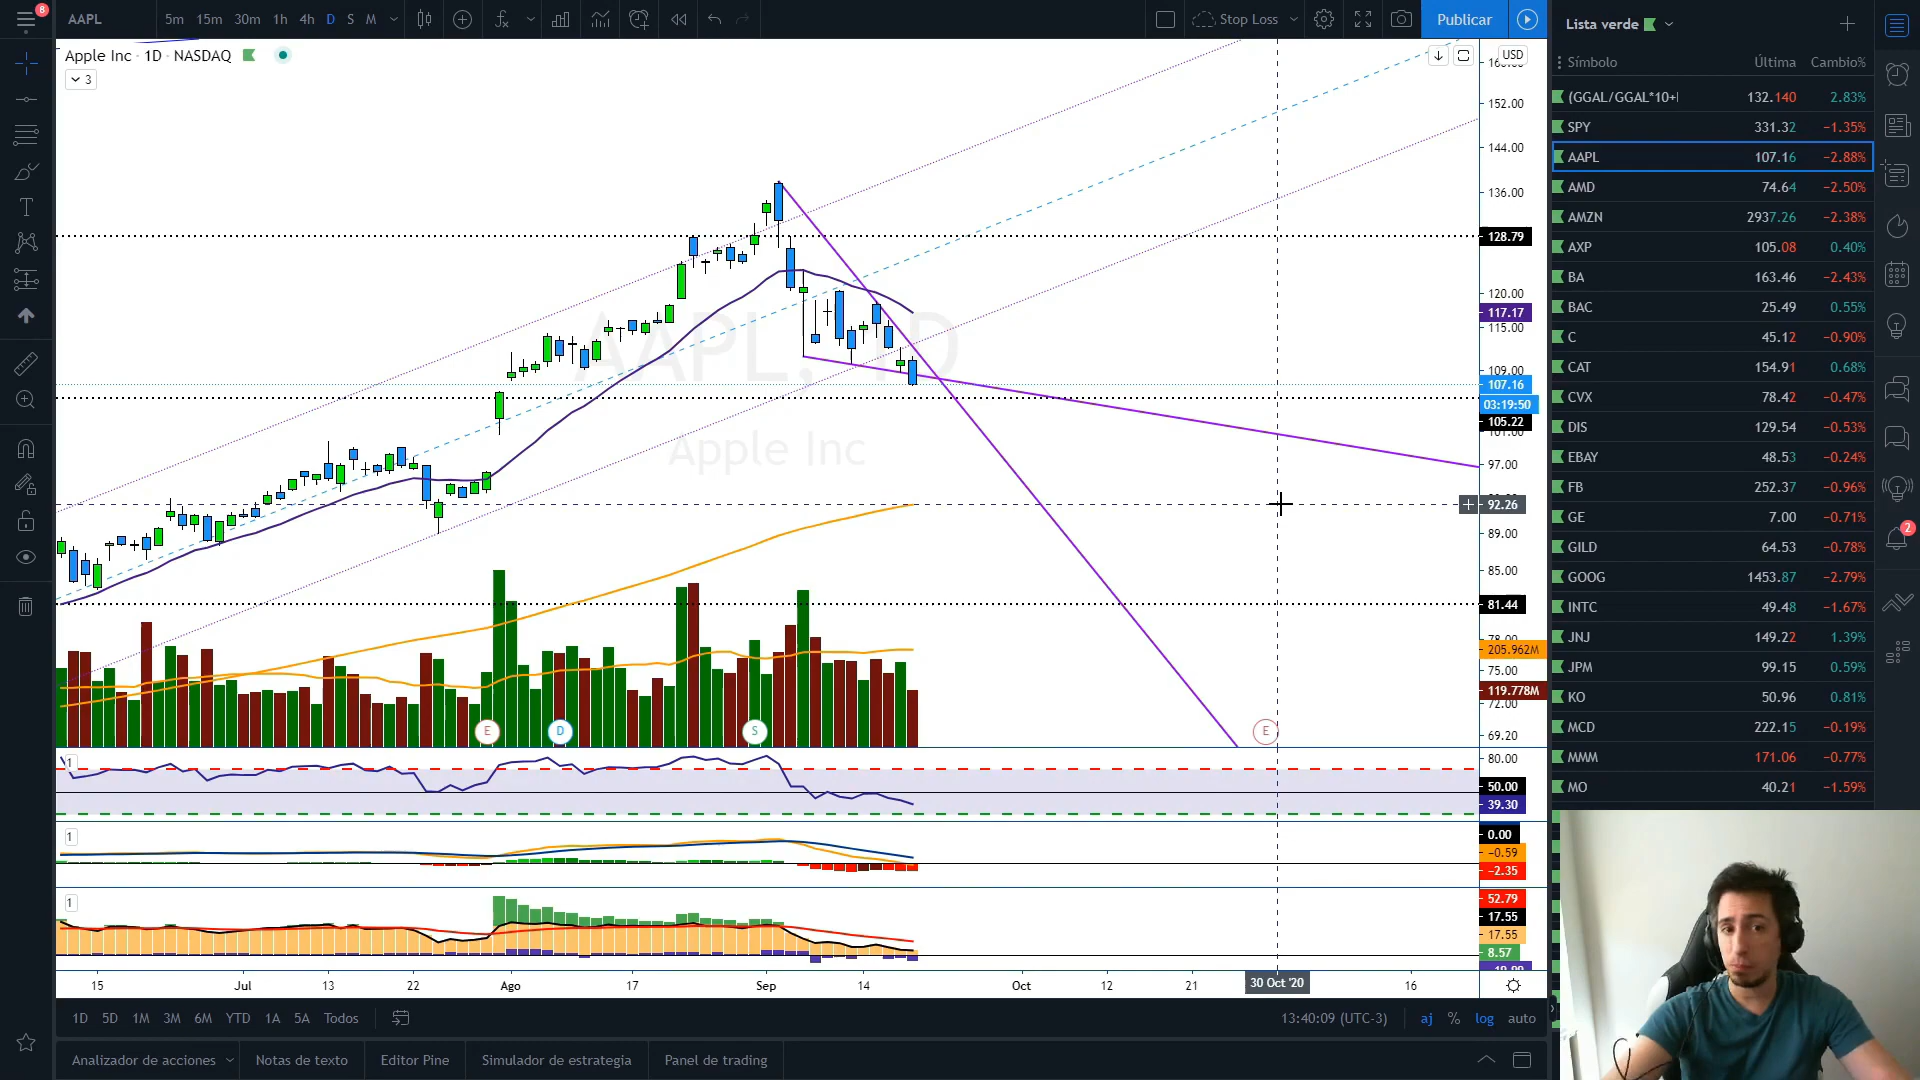 8
AAPL
5m 15m 30m 1h 4h D S M
Stop Loss
Publicar
Lista verde
Apple Inc · 1D · NASDAQ
3
USD
Símbolo Última Cambio%
(GGAL/GGAL*10+ 132.140 2.83%
SPY 331.32 −1.35%
AAPL 107.16 −2.88%
AMD 74.64 −2.50%
AMZN 2937.26 −2.38%
AXP 105.08 0.40%
BA 163.46 −2.43%
BAC 25.49 0.55%
C 45.12 −0.90%
CAT 154.91 0.68%
CVX 78.42 −0.47%
DIS 129.54 −0.53%
EBAY 48.53 −0.24%
FB 252.37 −0.96%
GE 7.00 −0.71%
GILD 64.53 −0.78%
GOOG 1453.87 −2.79%
INTC 49.48 −1.67%
JNJ 149.22 1.39%
JPM 99.15 0.59%
KO 50.96 0.81%
MCD 222.15 −0.19%
MMM 171.06 −0.77%
MO 40.21 −1.59%
2
152.00
144.00
136.00
128.79
120.00
117.17
115.00
109.00
107.16
03:19:50
105.22
101.00
97.00
92.26
89.00
85.00
81.44
78.00
205.962M
75.00
119.778M
72.00
69.20
AAPL, 1D
Apple Inc
E D S E
1
80.00
50.00
39.30
1
0.00
−0.59
−2.35
1
52.79
17.55
17.55
8.57
15 Jul 13 22 Ago 17 Sep 14 Oct 12 21 30 Oct '20 16
1D 5D 1M 3M 6M YTD 1A 5A Todos
13:40:09 (UTC-3) aj % log auto
Analizador de acciones Notas de texto Editor Pine Simulador de estrategia Panel de trading